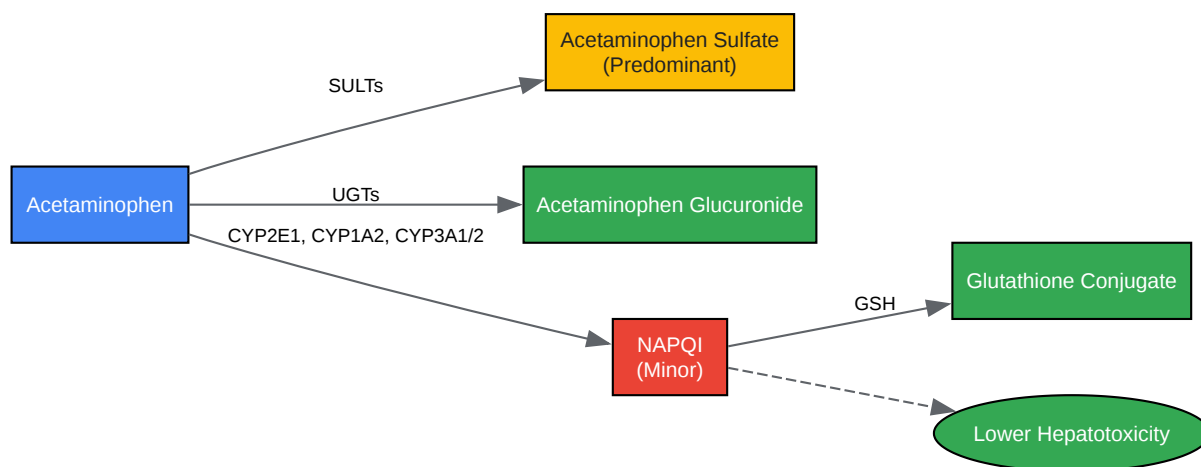 Acetaminophen Sulfate
(Predominant)
SULTs
Acetaminophen
UGTs
Acetaminophen Glucuronide
CYP2E1, CYP1A2, CYP3A1/2
Glutathione Conjugate
GSH
NAPQI
(Minor)
Lower Hepatotoxicity